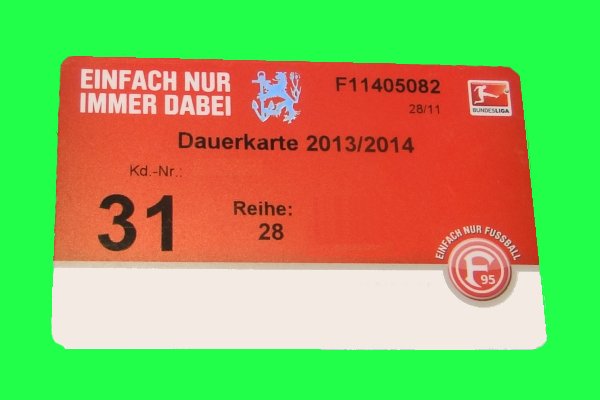 EINFACH NUR
IMMER DABEI
F11405082
28/11
BUNDESLIGA
Dauerkarte 2013/2014
Kd.-Nr.:
31
Reihe:
28
EINFACH NUR FUSSBALL
F 95